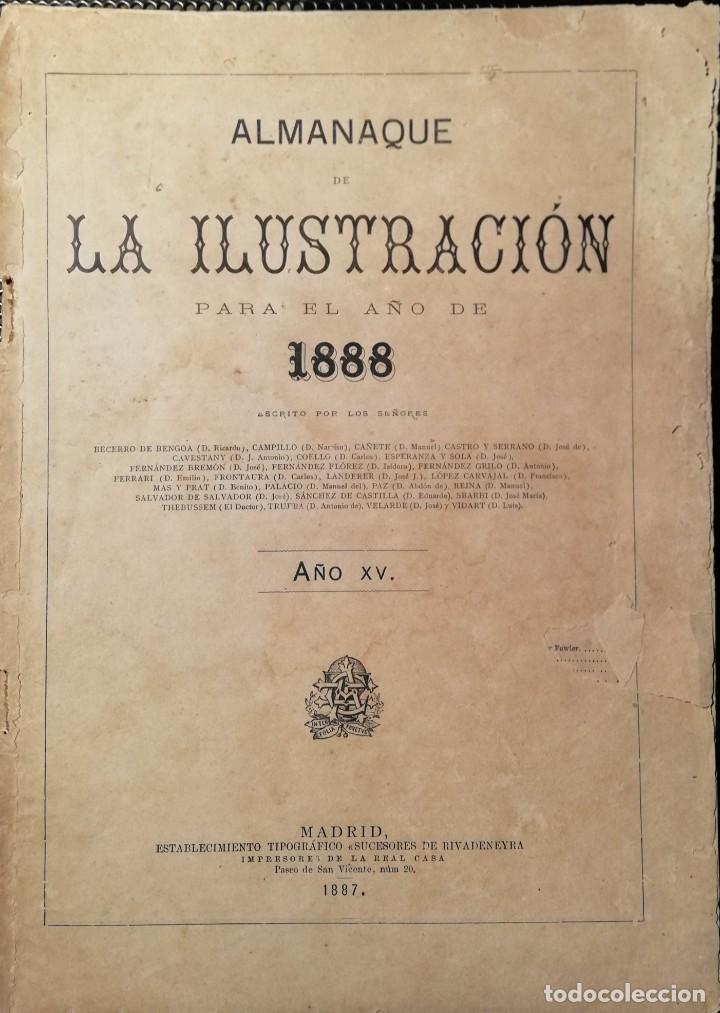 ALMANAQUE
DE
LA ILUSTRACIÓN
PARA EL AÑO DE
1888
ESCRITO POR LOS SEÑORES
BECERRO DE BENGOA (D. Ricardo), CAMPILLO (D. Narciso), CAÑETE (D. Manuel) CASTRO Y SERRANO (D. José de),
CAVESTANY (D. J. Antonio), COELLO (D. Carlos), ESPERANZA Y SOLA (D. José),
FERNÁNDEZ BREMÓN (D. José), FERNÁNDEZ FLÓREZ (D. Isidoro), FERNÁNDEZ GRILO (D. Antonio),
FERRARI (D. Emilio), FRONTAURA (D. Carlos), LANDERER (D. José J.), LÓPEZ CARVAJAL (D. Francisco),
MAS Y PRAT (D. Benito), PALACIO (D. Manuel del), PAZ (D. Abdón de), REINA (D. Manuel),
SALVADOR DE SALVADOR (D. José), SÁNCHEZ DE CASTILLA (D. Eduardo), SBARBI (D. José María),
THEBUSSEM (El Doctor), TRUEBA (D. Antonio de), VELARDE (D. José) y VIDART (D. Luis).
AÑO XV.
Fowler......
INTER
FOLIA FRUCTVS
MADRID,
ESTABLECIMIENTO TIPOGRÁFICO «SUCESORES DE RIVADENEYRA
IMPRESORES DE LA REAL CASA
Paseo de San Vicente, núm 20.
1887.
todocoleccion